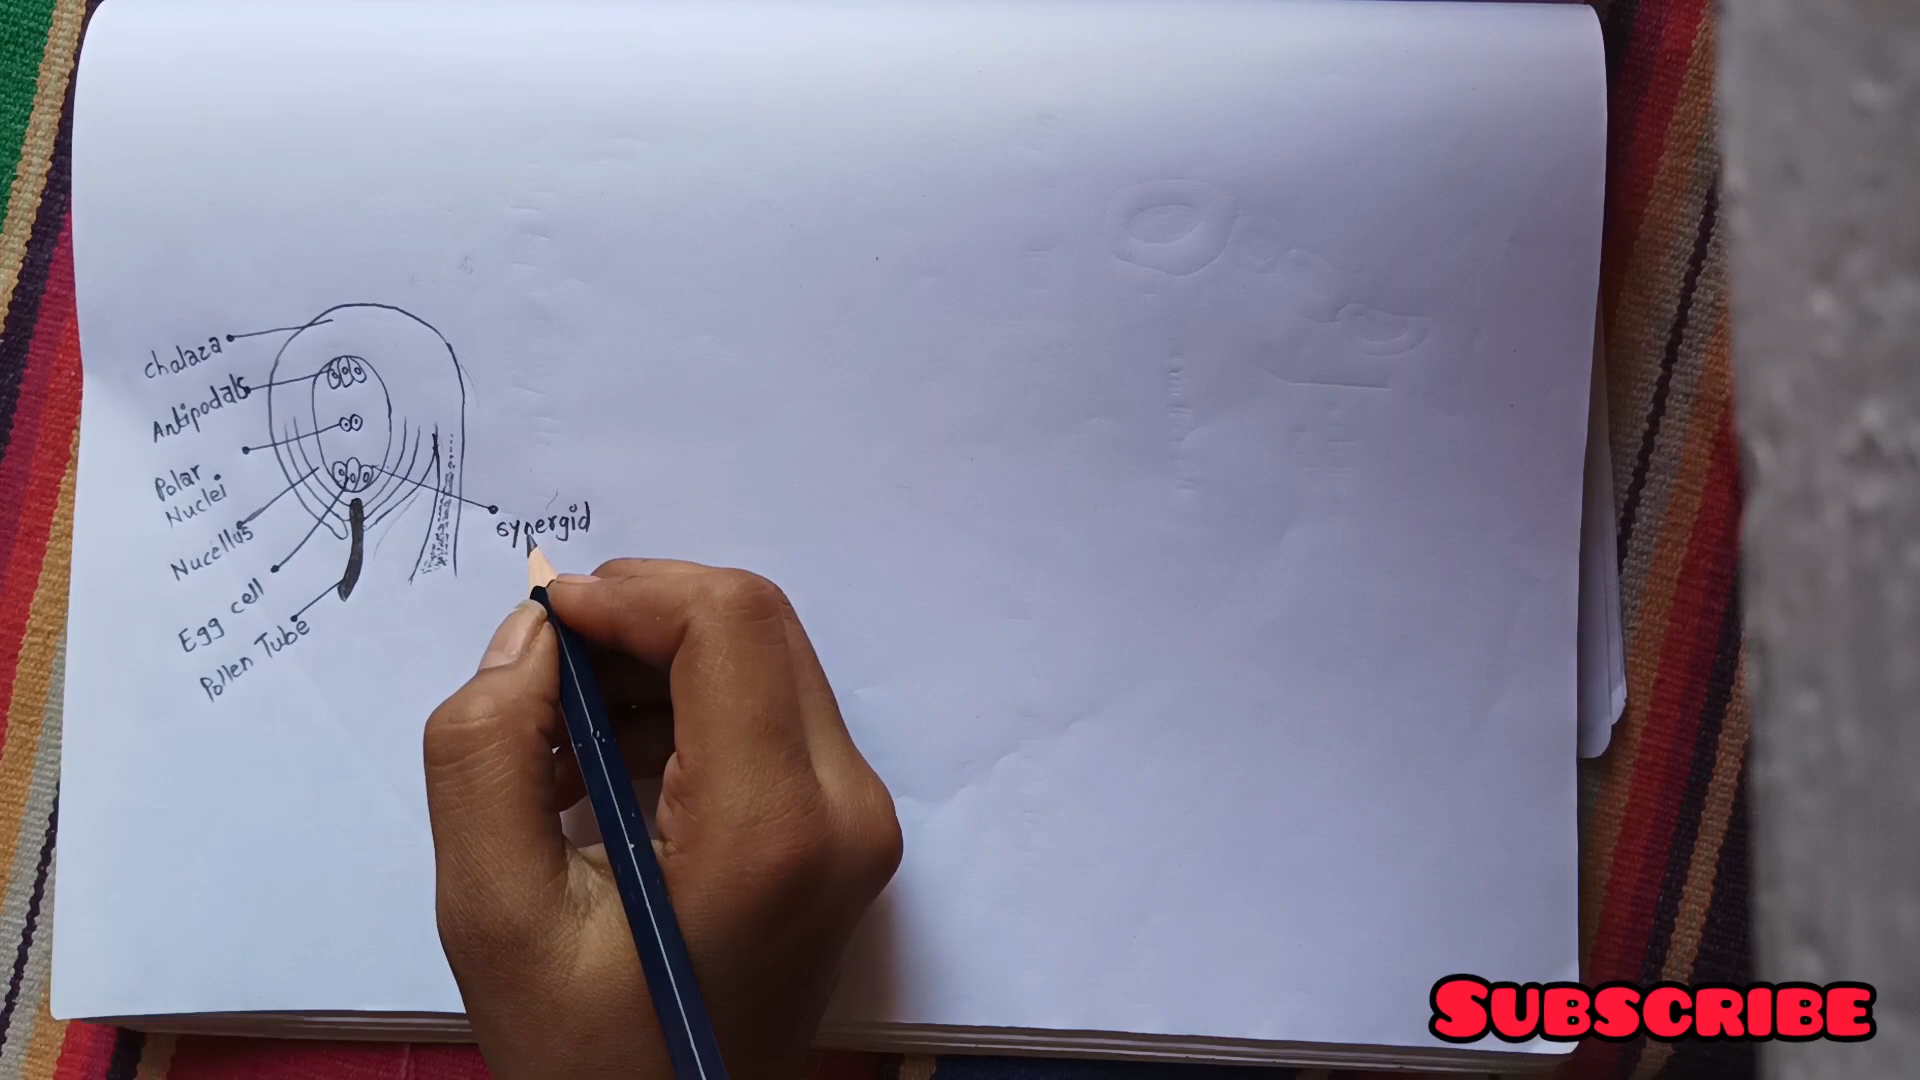 chalaza
Antipodals
Polar
Nuclei
Nucellus
Egg cell
Pollen Tube
synergid
SUBSCRIBE